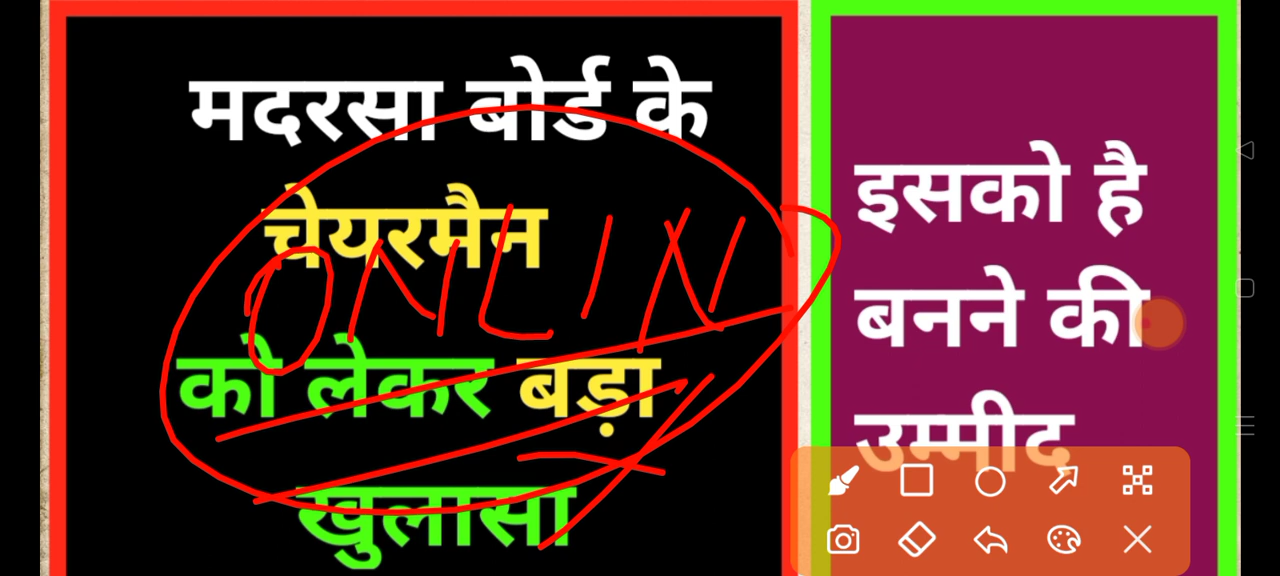 मदरसा बोर्ड के
चेयरमैन
को लेकर बड़ा
खुलासा
ONLIN
इसको है
बनने की
उम्मीद